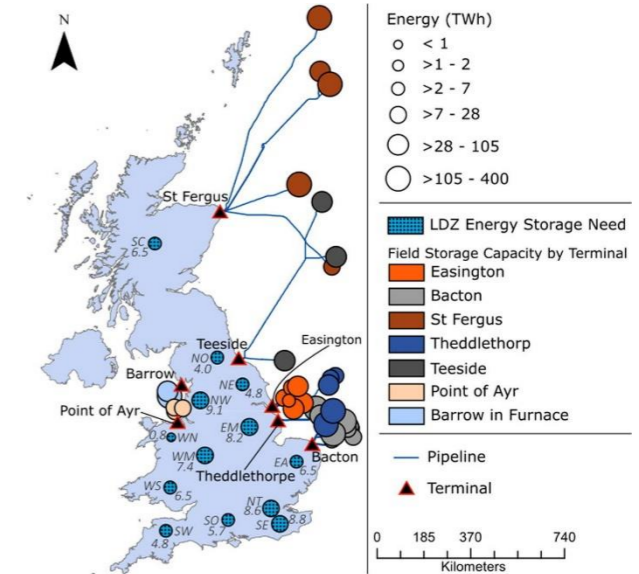 N
St Fergus
SC
6.5
Teeside
Easington
NO
4.0
Barrow
NE
4.8
NW
9.1
Point of Ayr
EM
8.2
0.8
WN
WM
7.4
Theddlethorpe
Bacton
EA
6.5
WS
6.5
NT
8.6
SO
5.7
SE
8.8
SW
4.8
Energy (TWh)
< 1
>1 - 2
>2 - 7
>7 - 28
>28 - 105
>105 - 400
LDZ Energy Storage Need
Field Storage Capacity by Terminal
Easington
Bacton
St Fergus
Theddlethorp
Teeside
Point of Ayr
Barrow in Furnace
Pipeline
Terminal
0 185 370 740
Kilometers